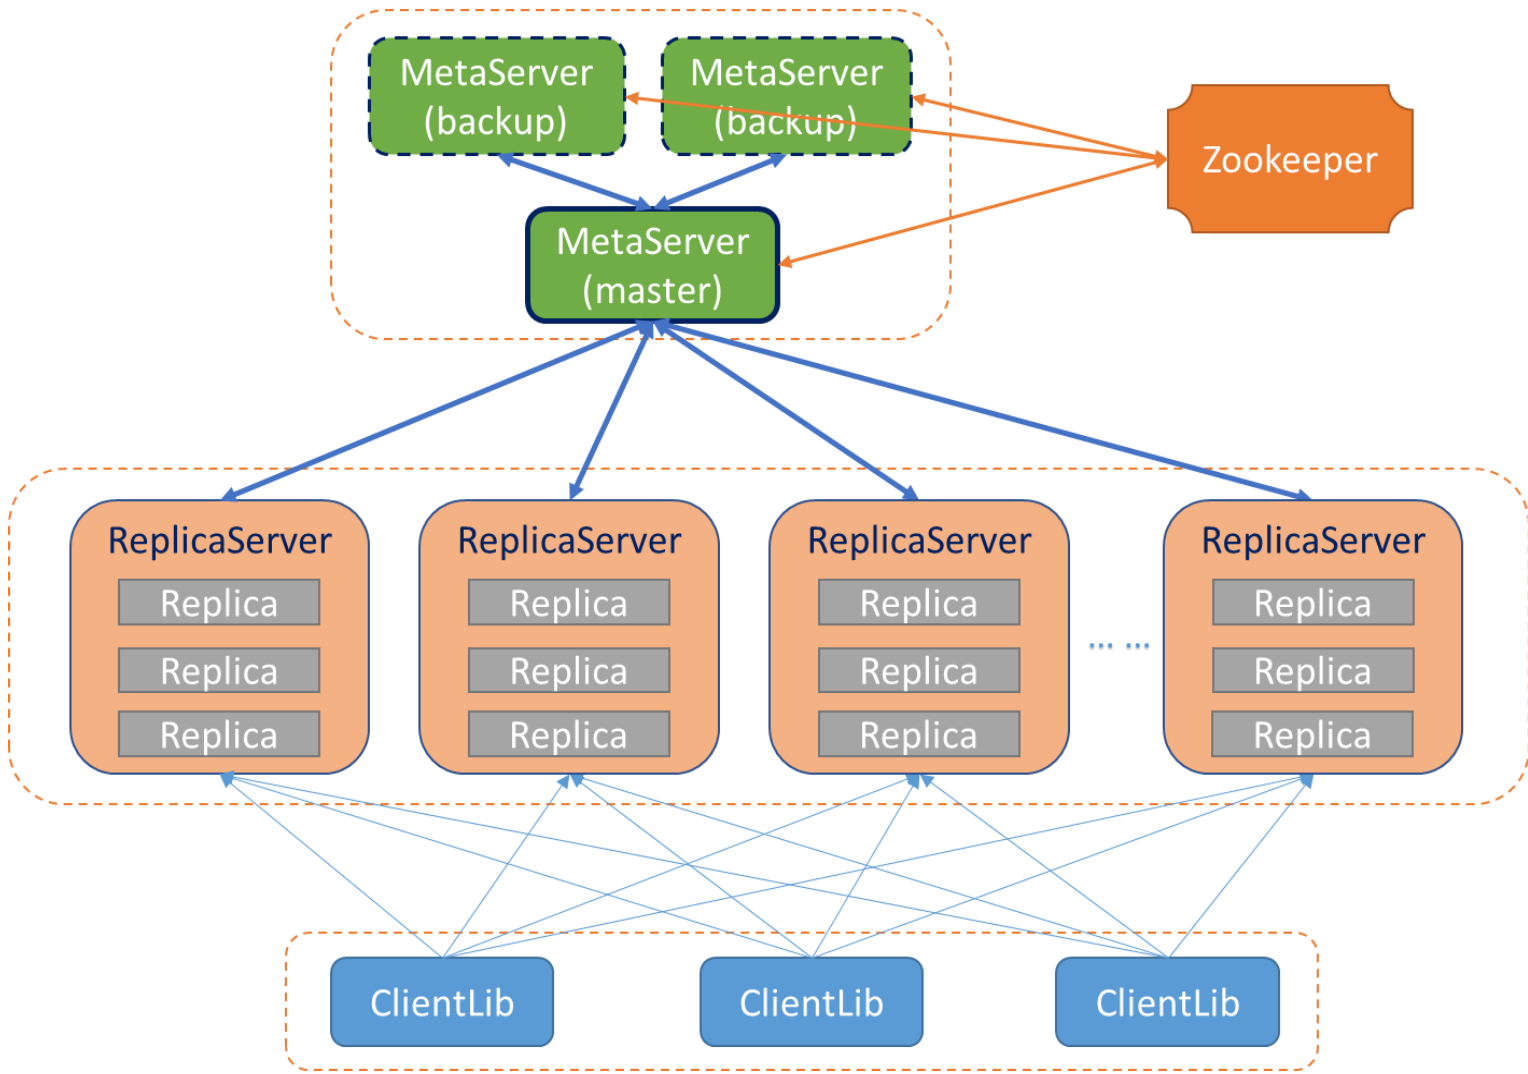 MetaServer
(backup)
MetaServer
(backup)
Zookeeper
MetaServer
(master)
ReplicaServer
Replica
Replica
Replica
ReplicaServer
Replica
Replica
Replica
ReplicaServer
Replica
Replica
Replica
... ...
ReplicaServer
Replica
Replica
Replica
ClientLib
ClientLib
ClientLib